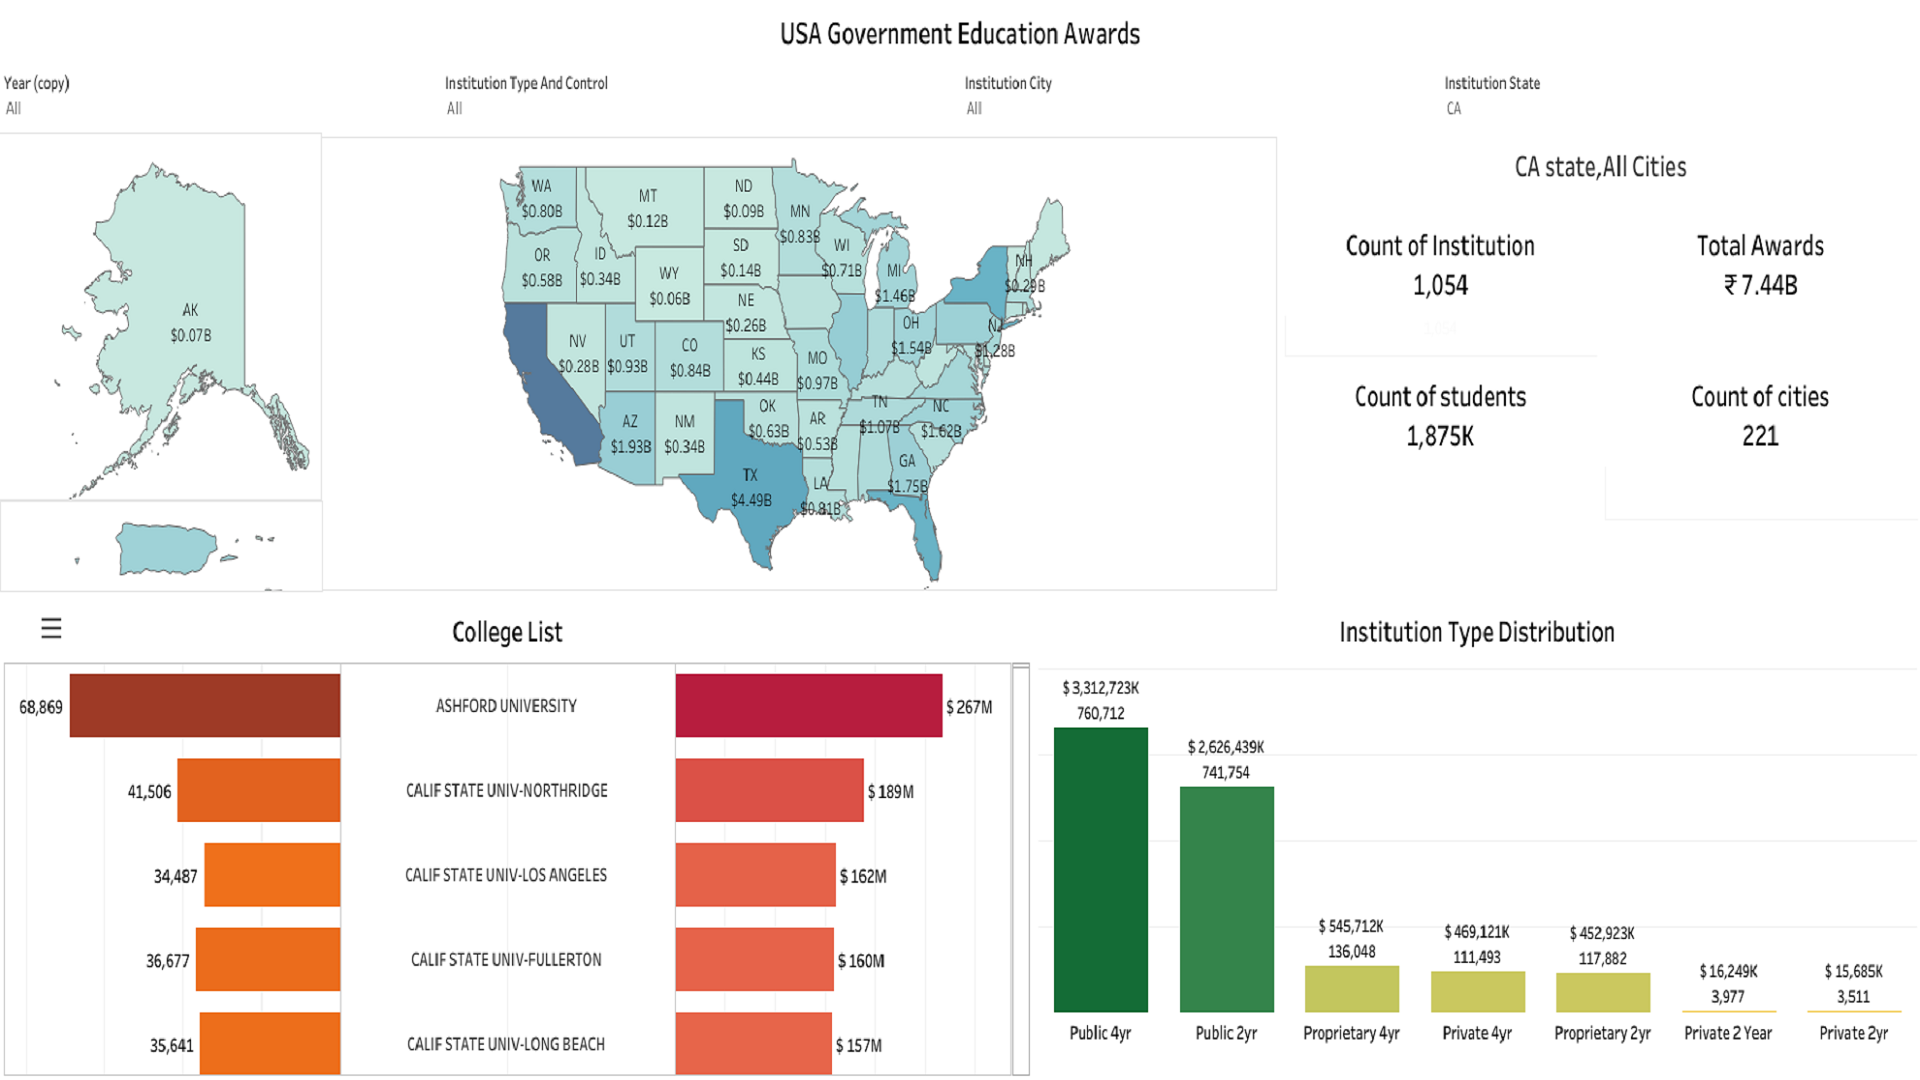 USA Government Education Awards
Year (copy)
All
Institution Type And Control
All
Institution City
All
Institution State
CA
AK
$0.07B
WA
$0.80B
MT
$0.12B
ND
$0.09B
MN
$0.83B
OR
$0.58B
ID
$0.34B
SD
$0.14B
WI
$0.71B
WY
$0.06B
MI
$1.46B
NH
$0.29B
NE
$0.26B
NV
$0.28B
UT
$0.93B
CO
$0.84B
KS
$0.44B
MO
$0.97B
OH
$1.54B
NJ
$1.28B
AZ
$1.93B
NM
$0.34B
OK
$0.63B
AR
$0.53B
TN
$1.07B
NC
$1.62B
TX
$4.49B
LA
$0.81B
GA
$1.75B
CA state,All Cities
Count of Institution
1,054
Total Awards
₹ 7.44B
Count of students
1,875K
Count of cities
221
College List
68,869
ASHFORD UNIVERSITY
$ 267M
41,506
CALIF STATE UNIV-NORTHRIDGE
$ 189M
34,487
CALIF STATE UNIV-LOS ANGELES
$ 162M
36,677
CALIF STATE UNIV-FULLERTON
$ 160M
35,641
CALIF STATE UNIV-LONG BEACH
$ 157M
Institution Type Distribution
$ 3,312,723K
760,712
$ 2,626,439K
741,754
$ 545,712K
136,048
$ 469,121K
111,493
$ 452,923K
117,882
$ 16,249K
3,977
$ 15,685K
3,511
Public 4yr
Public 2yr
Proprietary 4yr
Private 4yr
Proprietary 2yr
Private 2 Year
Private 2yr